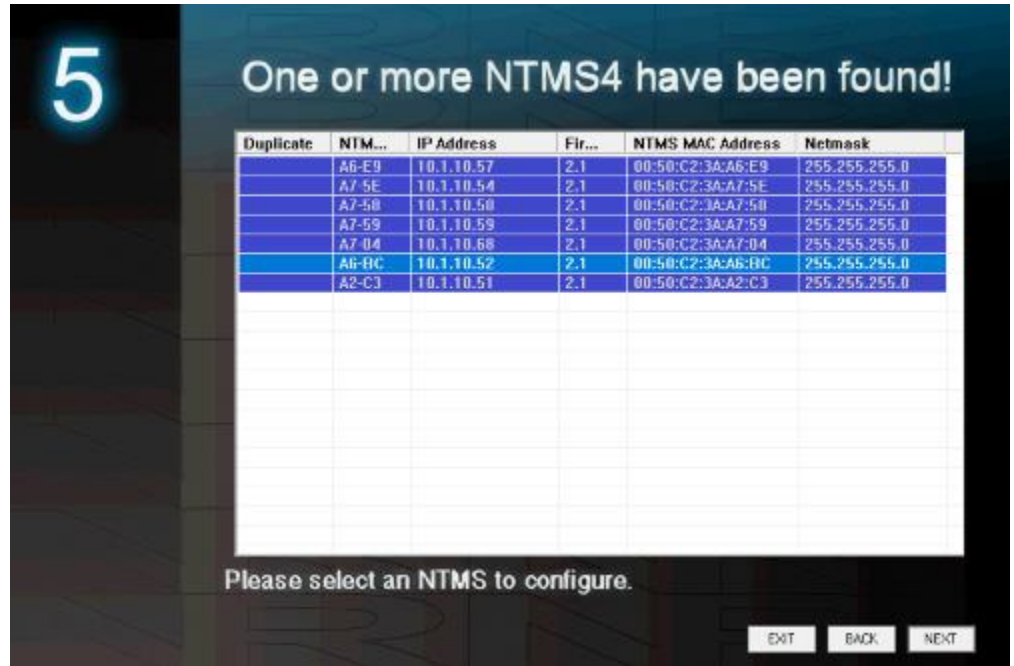 5
One or more NTMS4 have been found!
Duplicate NTM... IP Address Fir... NTMS MAC Address Netmask
A6-E9 10.1.10.57 2.1 00:50:C2:3A:A6:E9 255.255.255.0
A7-5E 10.1.10.54 2.1 00:50:C2:3A:A7:5E 255.255.255.0
A7-58 10.1.10.58 2.1 00:50:C2:3A:A7:58 255.255.255.0
A7-59 10.1.10.59 2.1 00:50:C2:3A:A7:59 255.255.255.0
A7-04 10.1.10.68 2.1 00:50:C2:3A:A7:04 255.255.255.0
A6-BC 10.1.10.52 2.1 00:50:C2:3A:A6:BC 255.255.255.0
A2-C3 10.1.10.51 2.1 00:50:C2:3A:A2:C3 255.255.255.0
Please select an NTMS to configure.
EXIT BACK NEXT